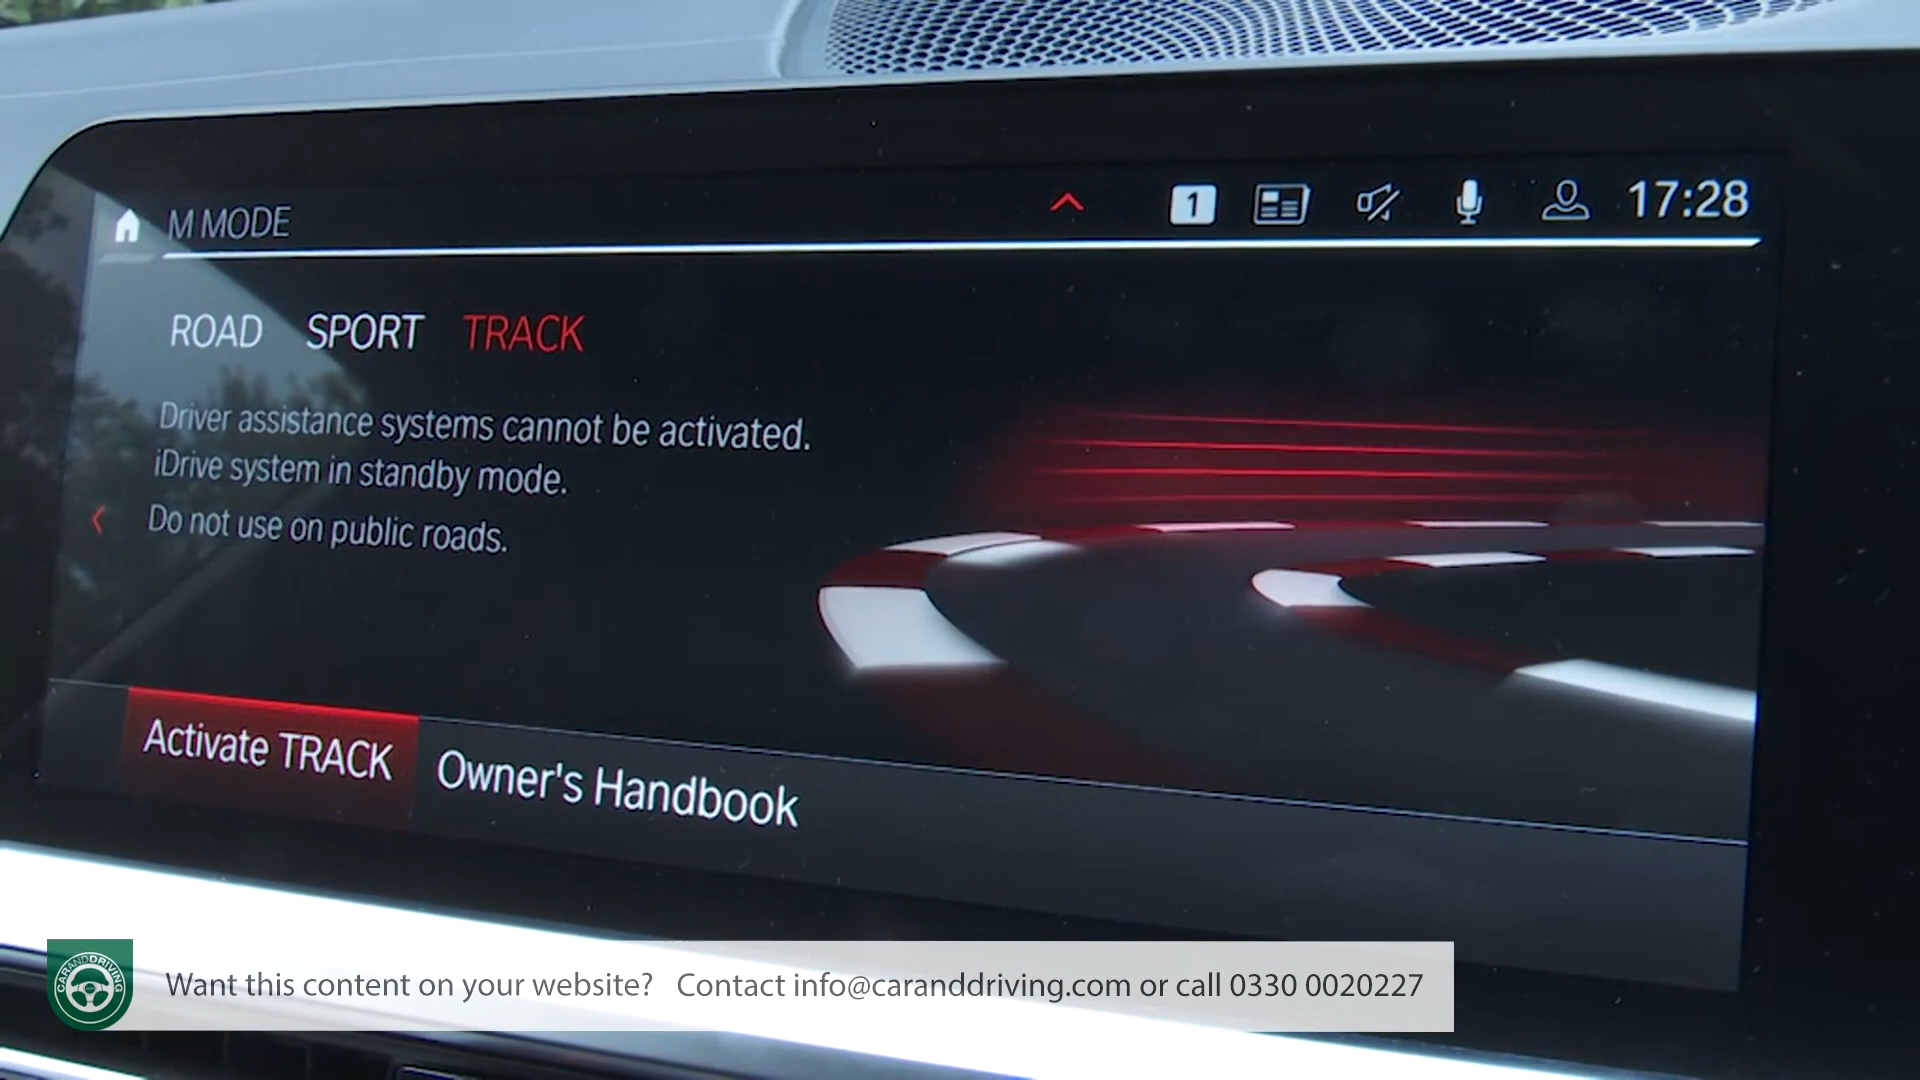 M MODE
1
17:28
ROAD SPORT TRACK
Driver assistance systems cannot be activated.
iDrive system in standby mode.
Do not use on public roads.
Activate TRACK
Owner's Handbook
CARANDDRIVING
Want this content on your website? Contact info@caranddriving.com or call 0330 0020227